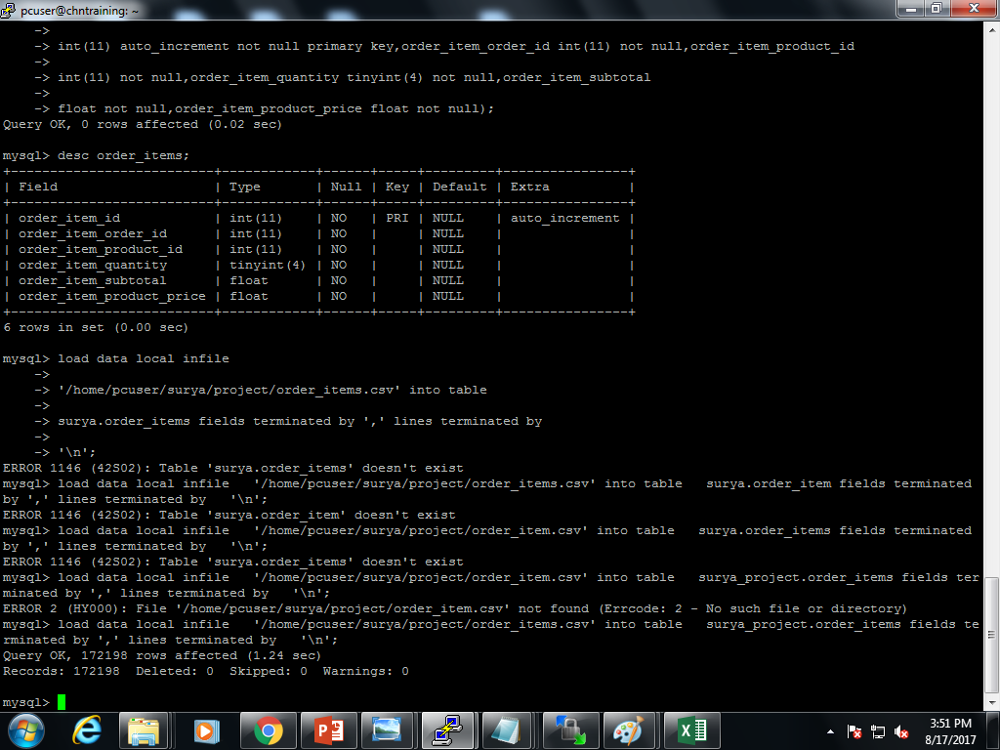 pcuser@chntraining: ~
->
-> int(11) auto_increment not null primary key,order_item_order_id int(11) not null,order_item_product_id
->
-> int(11) not null,order_item_quantity tinyint(4) not null,order_item_subtotal
->
-> float not null,order_item_product_price float not null);
Query OK, 0 rows affected (0.02 sec)
mysql> desc order_items;
+--------------------------+------------+------+-----+---------+----------------+
| Field | Type | Null | Key | Default | Extra |
+--------------------------+------------+------+-----+---------+----------------+
| order_item_id | int(11) | NO | PRI | NULL | auto_increment |
| order_item_order_id | int(11) | NO | | NULL | |
| order_item_product_id | int(11) | NO | | NULL | |
| order_item_quantity | tinyint(4) | NO | | NULL | |
| order_item_subtotal | float | NO | | NULL | |
| order_item_product_price | float | NO | | NULL | |
+--------------------------+------------+------+-----+---------+----------------+
6 rows in set (0.00 sec)
mysql> load data local infile
->
-> '/home/pcuser/surya/project/order_items.csv' into table
->
-> surya.order_items fields terminated by ',' lines terminated by
->
-> '\n';
ERROR 1146 (42S02): Table 'surya.order_items' doesn't exist
mysql> load data local infile   '/home/pcuser/surya/project/order_items.csv' into table   surya.order_item fields terminated
by ',' lines terminated by   '\n';
ERROR 1146 (42S02): Table 'surya.order_item' doesn't exist
mysql> load data local infile   '/home/pcuser/surya/project/order_item.csv' into table   surya.order_items fields terminated
by ',' lines terminated by   '\n';
ERROR 1146 (42S02): Table 'surya.order_items' doesn't exist
mysql> load data local infile   '/home/pcuser/surya/project/order_item.csv' into table   surya_project.order_items fields ter
minated by ',' lines terminated by   '\n';
ERROR 2 (HY000): File '/home/pcuser/surya/project/order_item.csv' not found (Errcode: 2 - No such file or directory)
mysql> load data local infile   '/home/pcuser/surya/project/order_items.csv' into table   surya_project.order_items fields te
rminated by ',' lines terminated by   '\n';
Query OK, 172198 rows affected (1.24 sec)
Records: 172198  Deleted: 0  Skipped: 0  Warnings: 0
mysql>
3:51 PM
8/17/2017